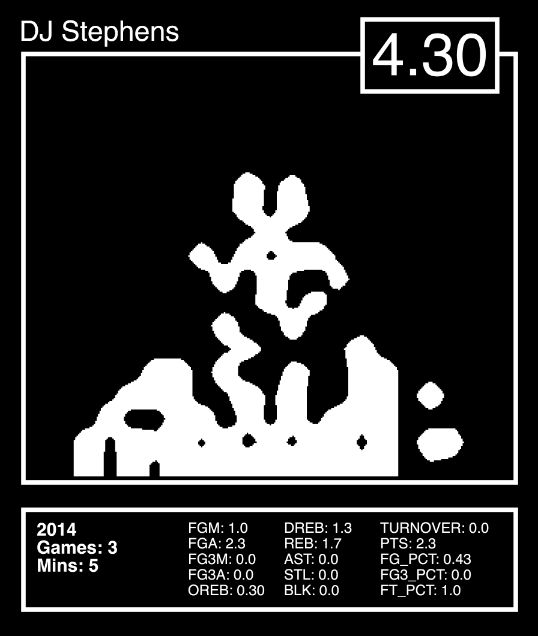 DJ Stephens
4.30
2014
Games: 3
Mins: 5
FGM: 1.0
FGA: 2.3
FG3M: 0.0
FG3A: 0.0
OREB: 0.30
DREB: 1.3
REB: 1.7
AST: 0.0
STL: 0.0
BLK: 0.0
TURNOVER: 0.0
PTS: 2.3
FG_PCT: 0.43
FG3_PCT: 0.0
FT_PCT: 1.0